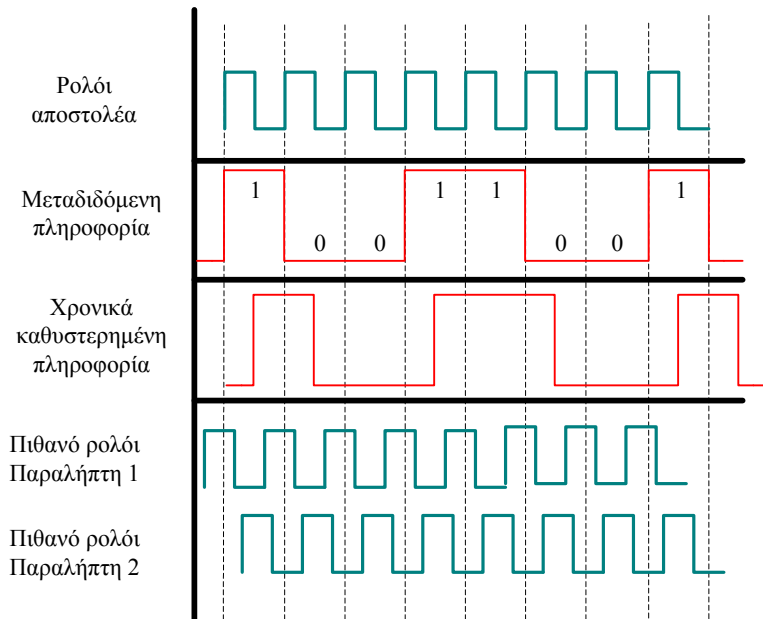 Ρολόι
αποστολέα
Μεταδιδόμενη
πληροφορία
1 0 0 1 1 0 0 1
Χρονικά
καθυστερημένη
πληροφορία
Πιθανό ρολόι
Παραλήπτη 1
Πιθανό ρολόι
Παραλήπτη 2